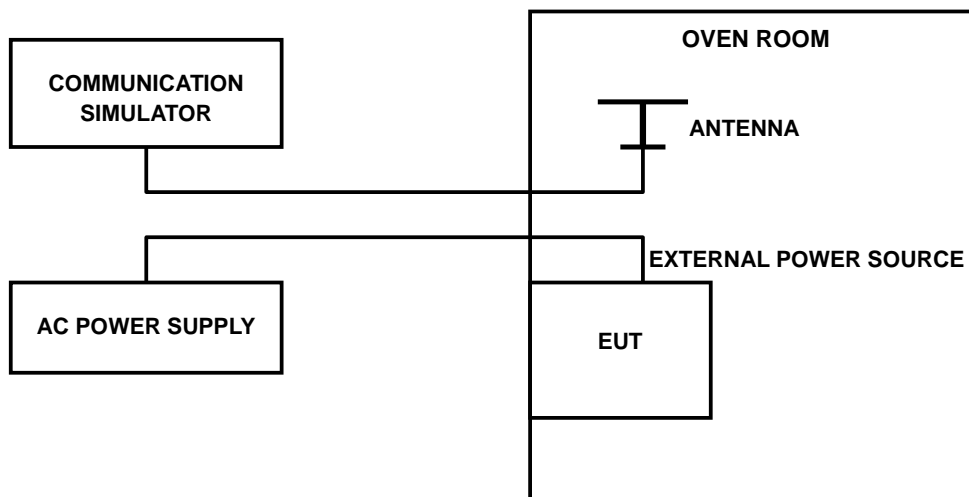 OVEN ROOM
COMMUNICATION
SIMULATOR
ANTENNA
EXTERNAL POWER SOURCE
AC POWER SUPPLY
EUT